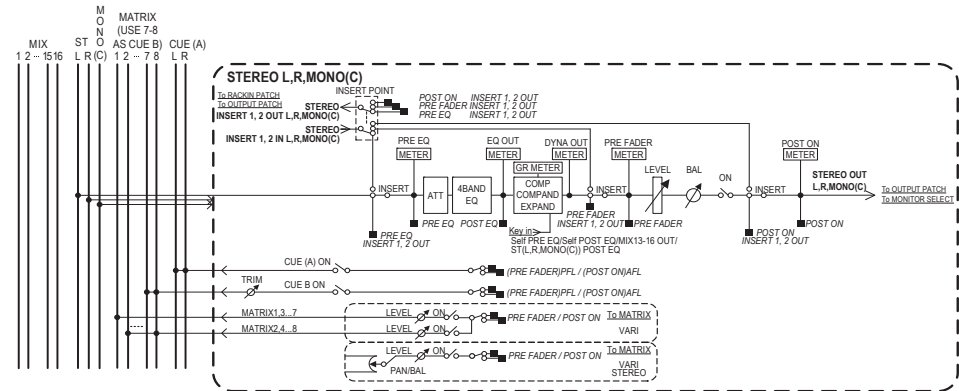 M
O
N
O
MATRIX
(USE 7-8
AS CUE B)
MIX
ST
CUE (A)
1 2 ... 15 16
L R (C)
1 2 ... 7 8
L R
STEREO L,R,MONO(C)
To RACKIN PATCH
To OUTPUT PATCH
INSERT POINT
STEREO
INSERT 1, 2 OUT L,R,MONO(C)
POST ON INSERT 1, 2 OUT
PRE FADER INSERT 1, 2 OUT
PRE EQ INSERT 1, 2 OUT
STEREO
INSERT 1, 2 IN L,R,MONO(C)
PRE EQ
METER
EQ OUT
METER
DYNA OUT
METER
PRE FADER
METER
POST ON
METER
GR METER
LEVEL
BAL
ON
STEREO OUT
L,R,MONO(C)
To OUTPUT PATCH
To MONITOR SELECT
INSERT
ATT
4BAND
EQ
COMP
COMPAND
EXPAND
INSERT
INSERT
PRE EQ
POST EQ
PRE FADER
INSERT 1, 2 OUT
PRE FADER
POST ON
PRE EQ
INSERT 1, 2 OUT
Key in
Self PRE EQ/Self POST EQ/MIX13-16 OUT/
ST(L,R,MONO(C)) POST EQ
POST ON
INSERT 1, 2 OUT
CUE (A) ON
(PRE FADER)PFL / (POST ON)AFL
TRIM
CUE B ON
(PRE FADER)PFL / (POST ON)AFL
MATRIX1,3...7
LEVEL
ON
PRE FADER / POST ON
To MATRIX
MATRIX2,4...8
LEVEL
ON
VARI
LEVEL
ON
PRE FADER / POST ON
To MATRIX
PAN/BAL
VARI
STEREO